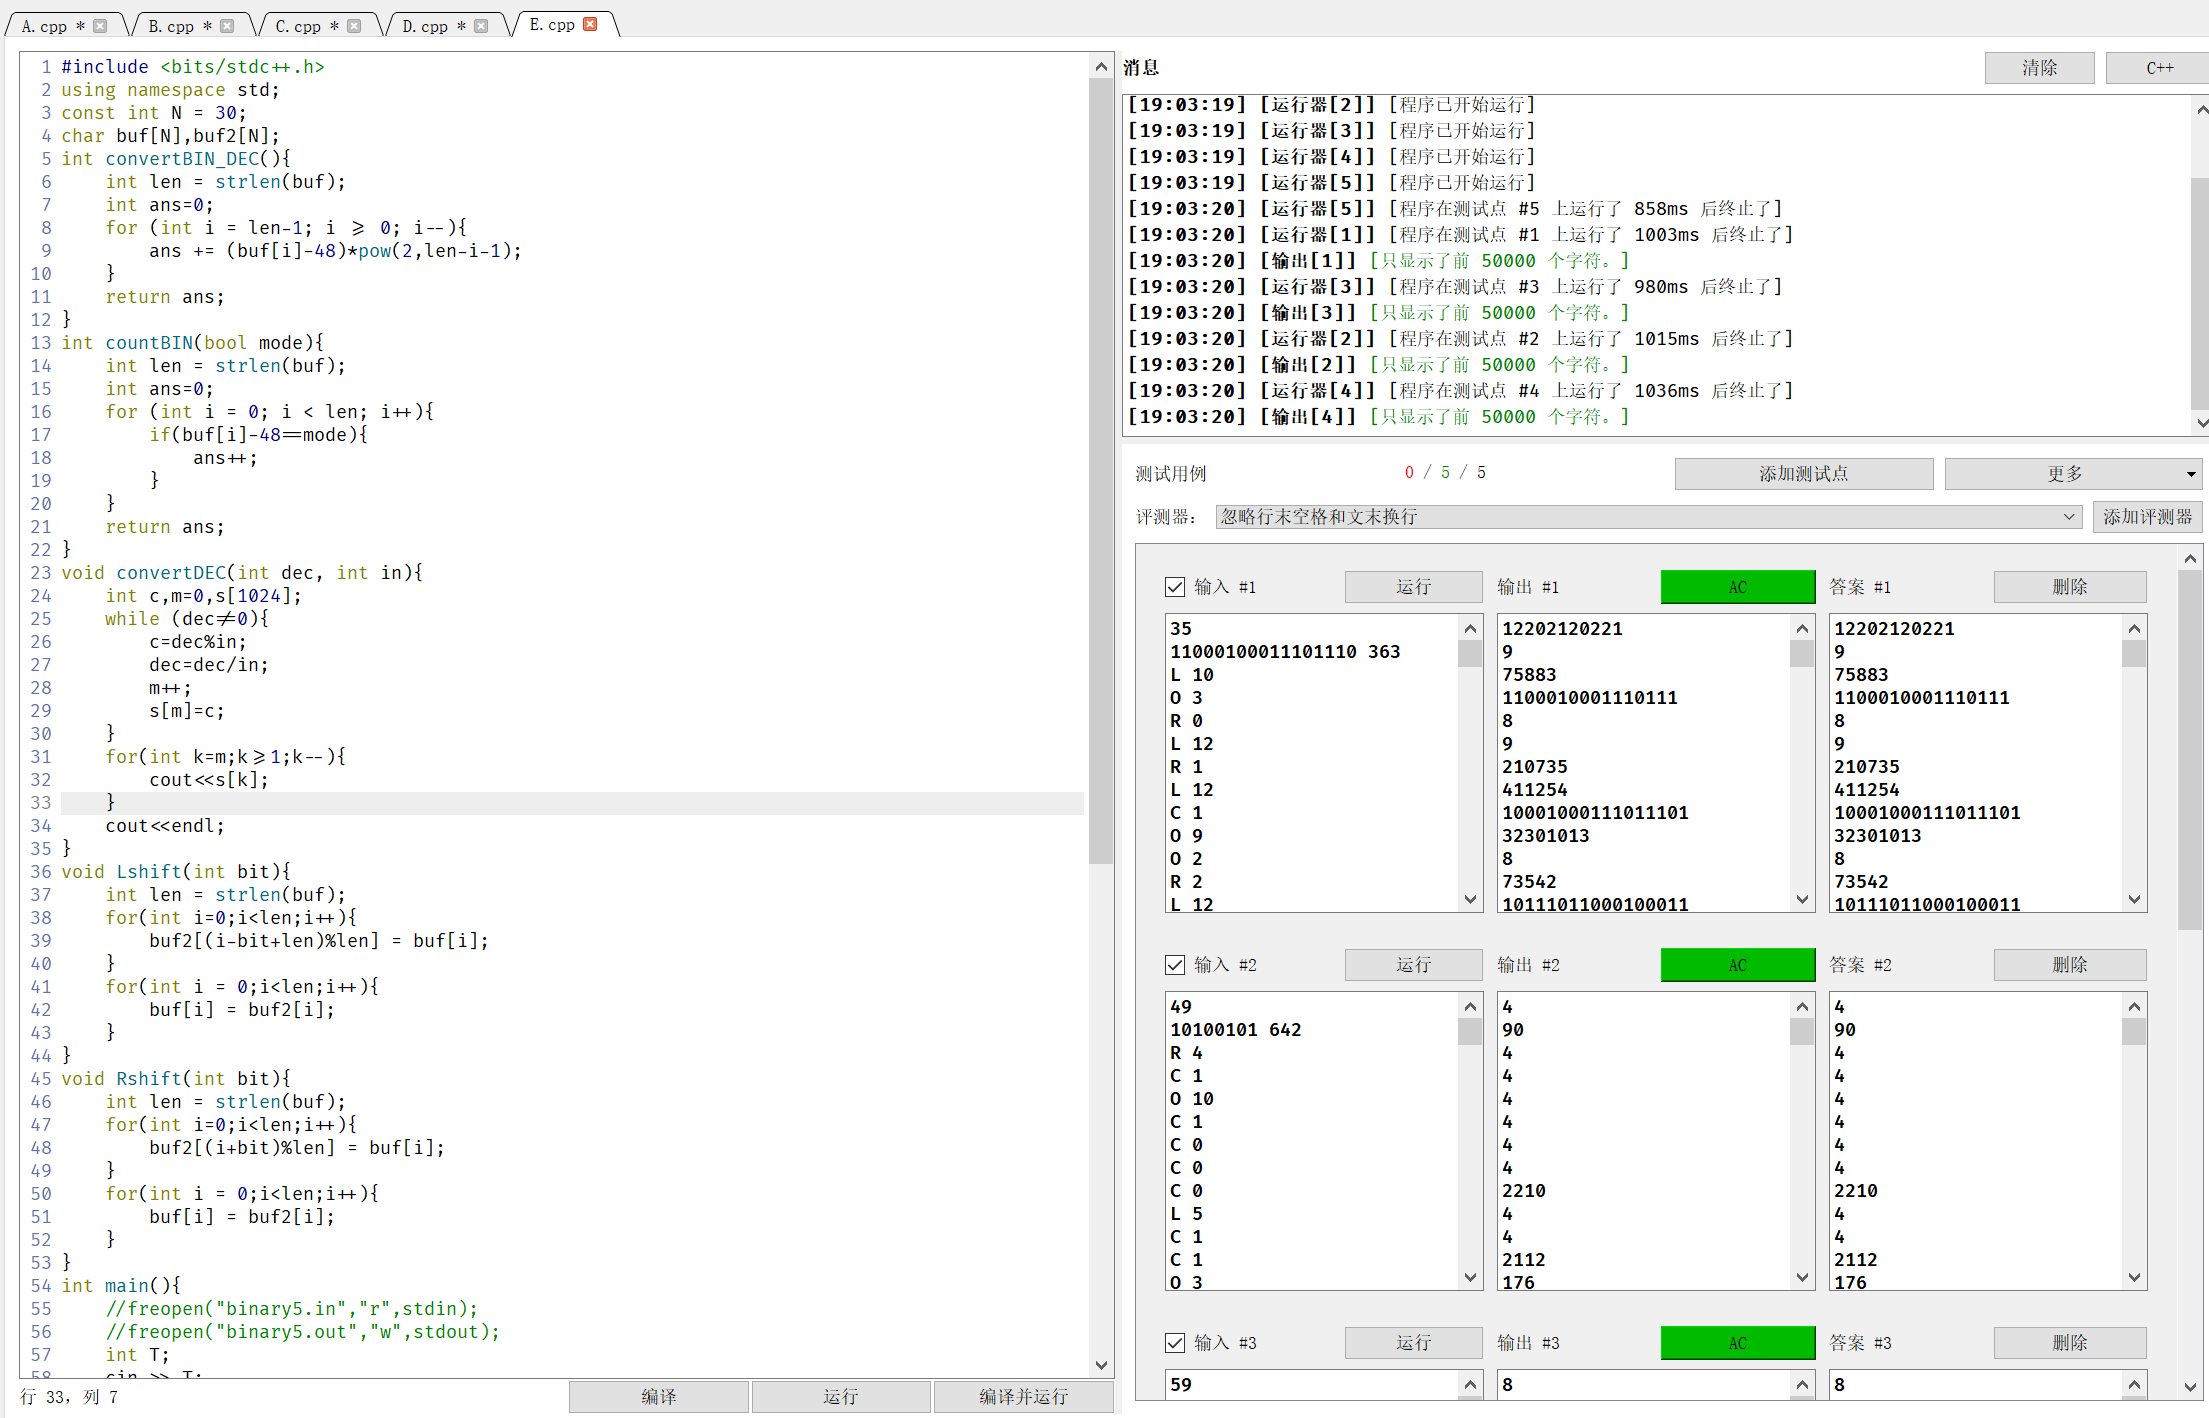 A.cpp *
B.cpp *
C.cpp *
D.cpp *
E.cpp
1 #include <bits/stdc++.h>
2 using namespace std;
3 const int N = 30;
4 char buf[N],buf2[N];
5 int convertBIN_DEC(){
6     int len = strlen(buf);
7     int ans=0;
8     for (int i = len-1; i >= 0; i--){
9         ans += (buf[i]-48)*pow(2,len-i-1);
10     }
11     return ans;
12 }
13 int countBIN(bool mode){
14     int len = strlen(buf);
15     int ans=0;
16     for (int i = 0; i < len; i++){
17         if(buf[i]-48==mode){
18             ans++;
19         }
20     }
21     return ans;
22 }
23 void convertDEC(int dec, int in){
24     int c,m=0,s[1024];
25     while (dec!=0){
26         c=dec%in;
27         dec=dec/in;
28         m++;
29         s[m]=c;
30     }
31     for(int k=m;k>=1;k--){
32         cout<<s[k];
33     }
34     cout<<endl;
35 }
36 void Lshift(int bit){
37     int len = strlen(buf);
38     for(int i=0;i<len;i++){
39         buf2[(i-bit+len)%len] = buf[i];
40     }
41     for(int i = 0;i<len;i++){
42         buf[i] = buf2[i];
43     }
44 }
45 void Rshift(int bit){
46     int len = strlen(buf);
47     for(int i=0;i<len;i++){
48         buf2[(i+bit)%len] = buf[i];
49     }
50     for(int i = 0;i<len;i++){
51         buf[i] = buf2[i];
52     }
53 }
54 int main(){
55     //freopen("binary5.in","r",stdin);
56     //freopen("binary5.out","w",stdout);
57     int T;
58     cin >> T;
行 33, 列 7
编译
运行
编译并运行
消息
清除
C++
[19:03:19] [运行器[2]] [程序已开始运行]
[19:03:19] [运行器[3]] [程序已开始运行]
[19:03:19] [运行器[4]] [程序已开始运行]
[19:03:19] [运行器[5]] [程序已开始运行]
[19:03:20] [运行器[5]] [程序在测试点 #5 上运行了 858ms 后终止了]
[19:03:20] [运行器[1]] [程序在测试点 #1 上运行了 1003ms 后终止了]
[19:03:20] [输出[1]] [只显示了前 50000 个字符。]
[19:03:20] [运行器[3]] [程序在测试点 #3 上运行了 980ms 后终止了]
[19:03:20] [输出[3]] [只显示了前 50000 个字符。]
[19:03:20] [运行器[2]] [程序在测试点 #2 上运行了 1015ms 后终止了]
[19:03:20] [输出[2]] [只显示了前 50000 个字符。]
[19:03:20] [运行器[4]] [程序在测试点 #4 上运行了 1036ms 后终止了]
[19:03:20] [输出[4]] [只显示了前 50000 个字符。]
测试用例
0 / 5 / 5
添加测试点
更多
评测器：
忽略行末空格和文末换行
添加评测器
输入 #1
运行
输出 #1
AC
答案 #1
删除
35
11000100011101110 363
L 10
O 3
R 0
L 12
R 1
L 12
C 1
O 9
O 2
R 2
L 12
12202120221
9
75883
1100010001110111
8
9
210735
411254
10001000111011101
32301013
8
73542
10111011000100011
12202120221
9
75883
1100010001110111
8
9
210735
411254
10001000111011101
32301013
8
73542
10111011000100011
输入 #2
运行
输出 #2
AC
答案 #2
删除
49
10100101 642
R 4
C 1
O 10
C 1
C 0
C 0
C 0
L 5
C 1
C 1
O 3
4
90
4
4
4
4
4
4
2210
4
4
2112
176
4
90
4
4
4
4
4
4
2210
4
4
2112
176
输入 #3
运行
输出 #3
AC
答案 #3
删除
59
8
8